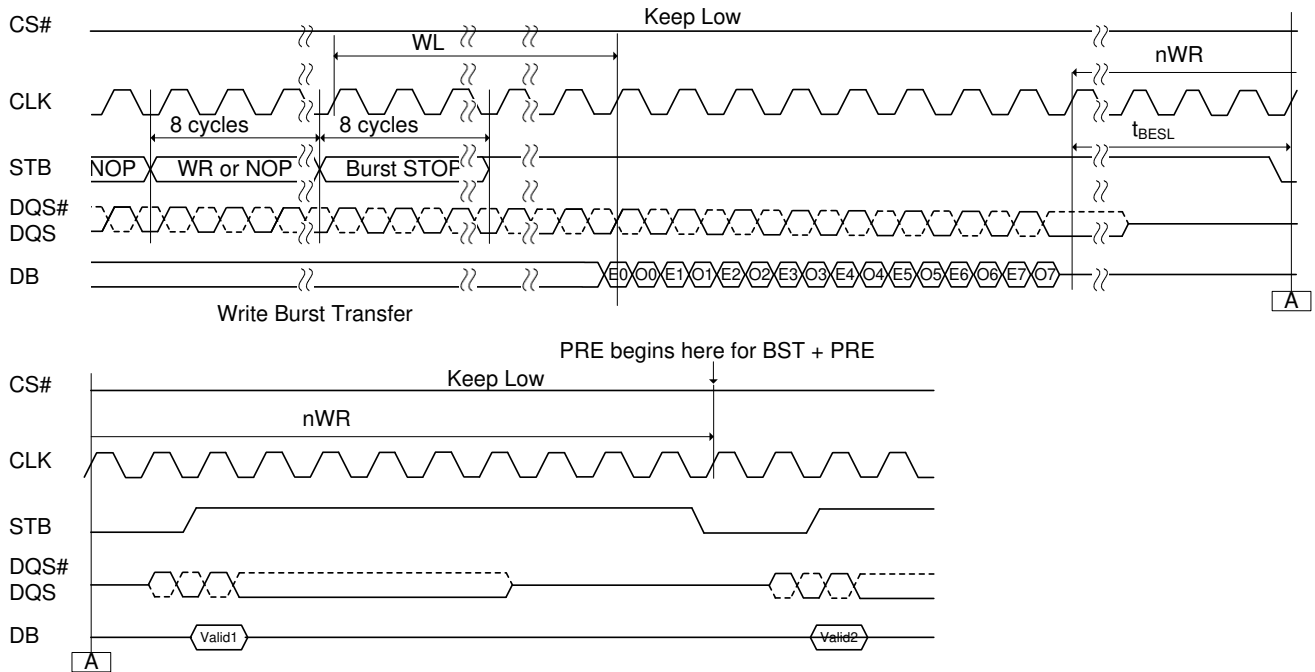 CS#
Keep Low
WL
nWR
CLK
8 cycles
8 cycles
tBESL
STB
NOP
WR or NOP
Burst STOP
DQS#
DQS
DB
E0 O0 E1 O1 E2 O2 E3 O3 E4 O4 E5 O5 E6 O6 E7 O7
A
Write Burst Transfer
PRE begins here for BST + PRE
CS#
Keep Low
nWR
CLK
STB
DQS#
DQS
DB
Valid1
Valid2
A